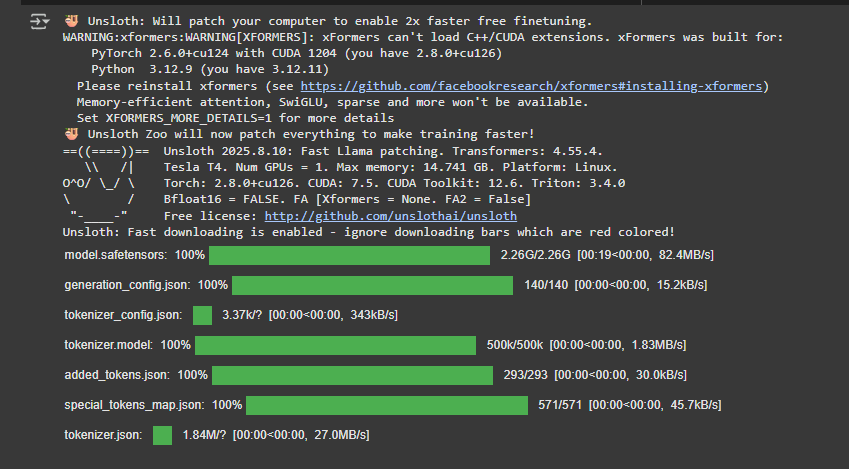 🦥 Unsloth: Will patch your computer to enable 2x faster free finetuning.
WARNING:xformers:WARNING[XFORMERS]: xFormers can't load C++/CUDA extensions. xFormers was built for:
    PyTorch 2.6.0+cu124 with CUDA 1204 (you have 2.8.0+cu126)
    Python  3.12.9 (you have 3.12.11)
  Please reinstall xformers (see https://github.com/facebookresearch/xformers#installing-xformers)
  Memory-efficient attention, SwiGLU, sparse and more won't be available.
  Set XFORMERS_MORE_DETAILS=1 for more details
🦥 Unsloth Zoo will now patch everything to make training faster!
==((====))==  Unsloth 2025.8.10: Fast Llama patching. Transformers: 4.55.4.
   \\   /|    Tesla T4. Num GPUs = 1. Max memory: 14.741 GB. Platform: Linux.
O^O/ \_/ \    Torch: 2.8.0+cu126. CUDA: 7.5. CUDA Toolkit: 12.6. Triton: 3.4.0
\        /    Bfloat16 = FALSE. FA [Xformers = None. FA2 = False]
 "-____-"     Free license: http://github.com/unslothai/unsloth
Unsloth: Fast downloading is enabled - ignore downloading bars which are red colored!
model.safetensors: 100% 2.26G/2.26G [00:19<00:00, 82.4MB/s]
generation_config.json: 100% 140/140 [00:00<00:00, 15.2kB/s]
tokenizer_config.json: 3.37k/? [00:00<00:00, 343kB/s]
tokenizer.model: 100% 500k/500k [00:00<00:00, 1.83MB/s]
added_tokens.json: 100% 293/293 [00:00<00:00, 30.0kB/s]
special_tokens_map.json: 100% 571/571 [00:00<00:00, 45.7kB/s]
tokenizer.json: 1.84M/? [00:00<00:00, 27.0MB/s]